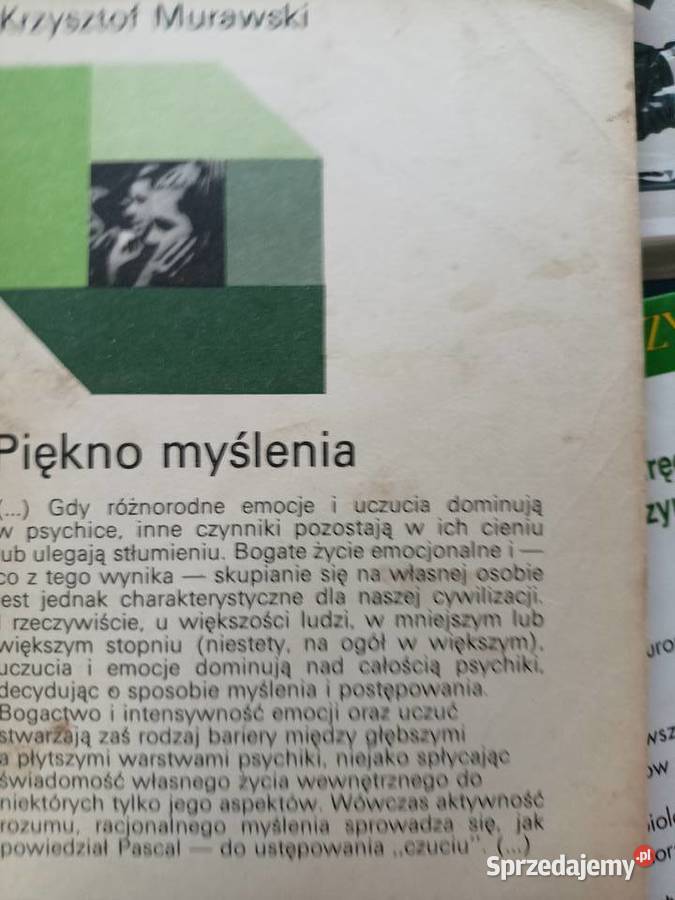 Krzysztof Murawski
Piękno myślenia
(...) Gdy różnorodne emocje i uczucia dominują
w psychice, inne czynniki pozostają w ich cieniu
lub ulegają stłumieniu. Bogate życie emocjonalne i —
co z tego wynika — skupianie się na własnej osobie
jest jednak charakterystyczne dla naszej cywilizacji.
I rzeczywiście, u większości ludzi, w mniejszym lub
większym stopniu (niestety, na ogół w większym),
uczucia i emocje dominują nad całością psychiki,
decydując o sposobie myślenia i postępowania.
Bogactwo i intensywność emocji oraz uczuć
stwarzają zaś rodzaj bariery między głębszymi
a płytszymi warstwami psychiki, niejako spłycając
świadomość własnego życia wewnętrznego do
niektórych tylko jego aspektów. Wówczas aktywność
rozumu, racjonalnego myślenia sprowadza się, jak
powiedział Pascal — do ustępowania „czuciu". (...)
Sprzedajemy.pl